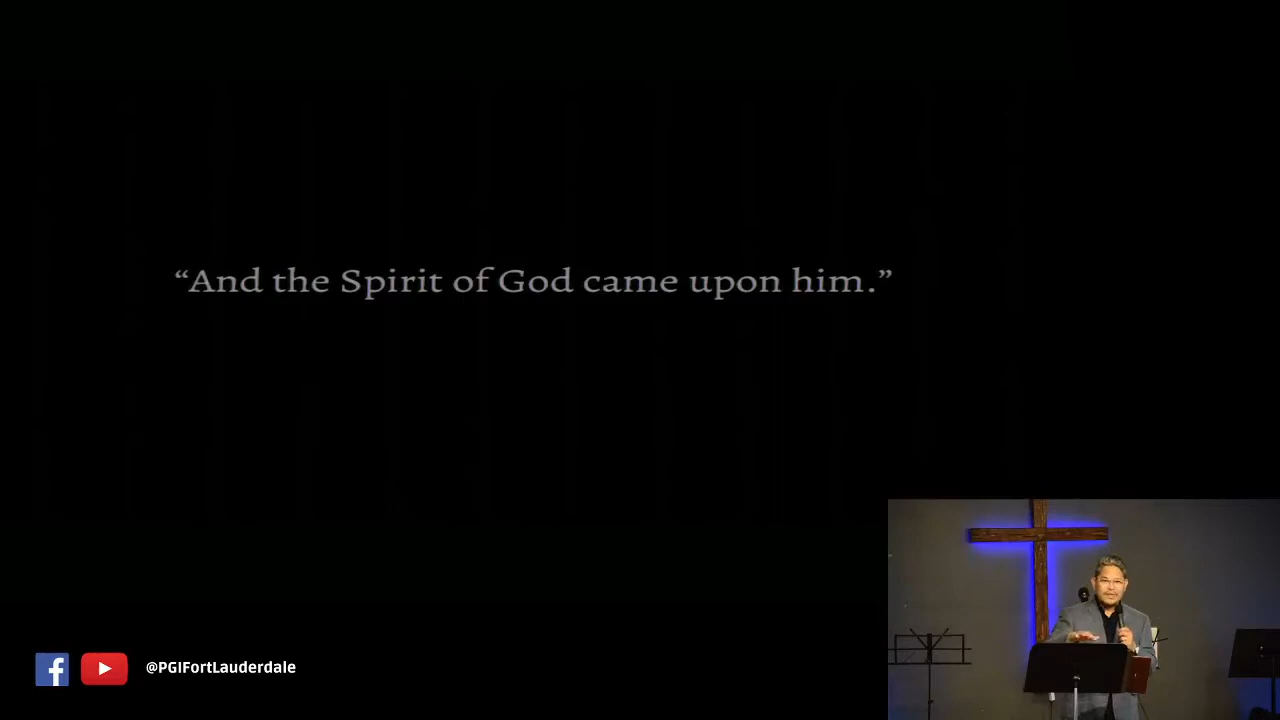 “And the Spirit of God came upon him.”
@PGIFortLauderdale